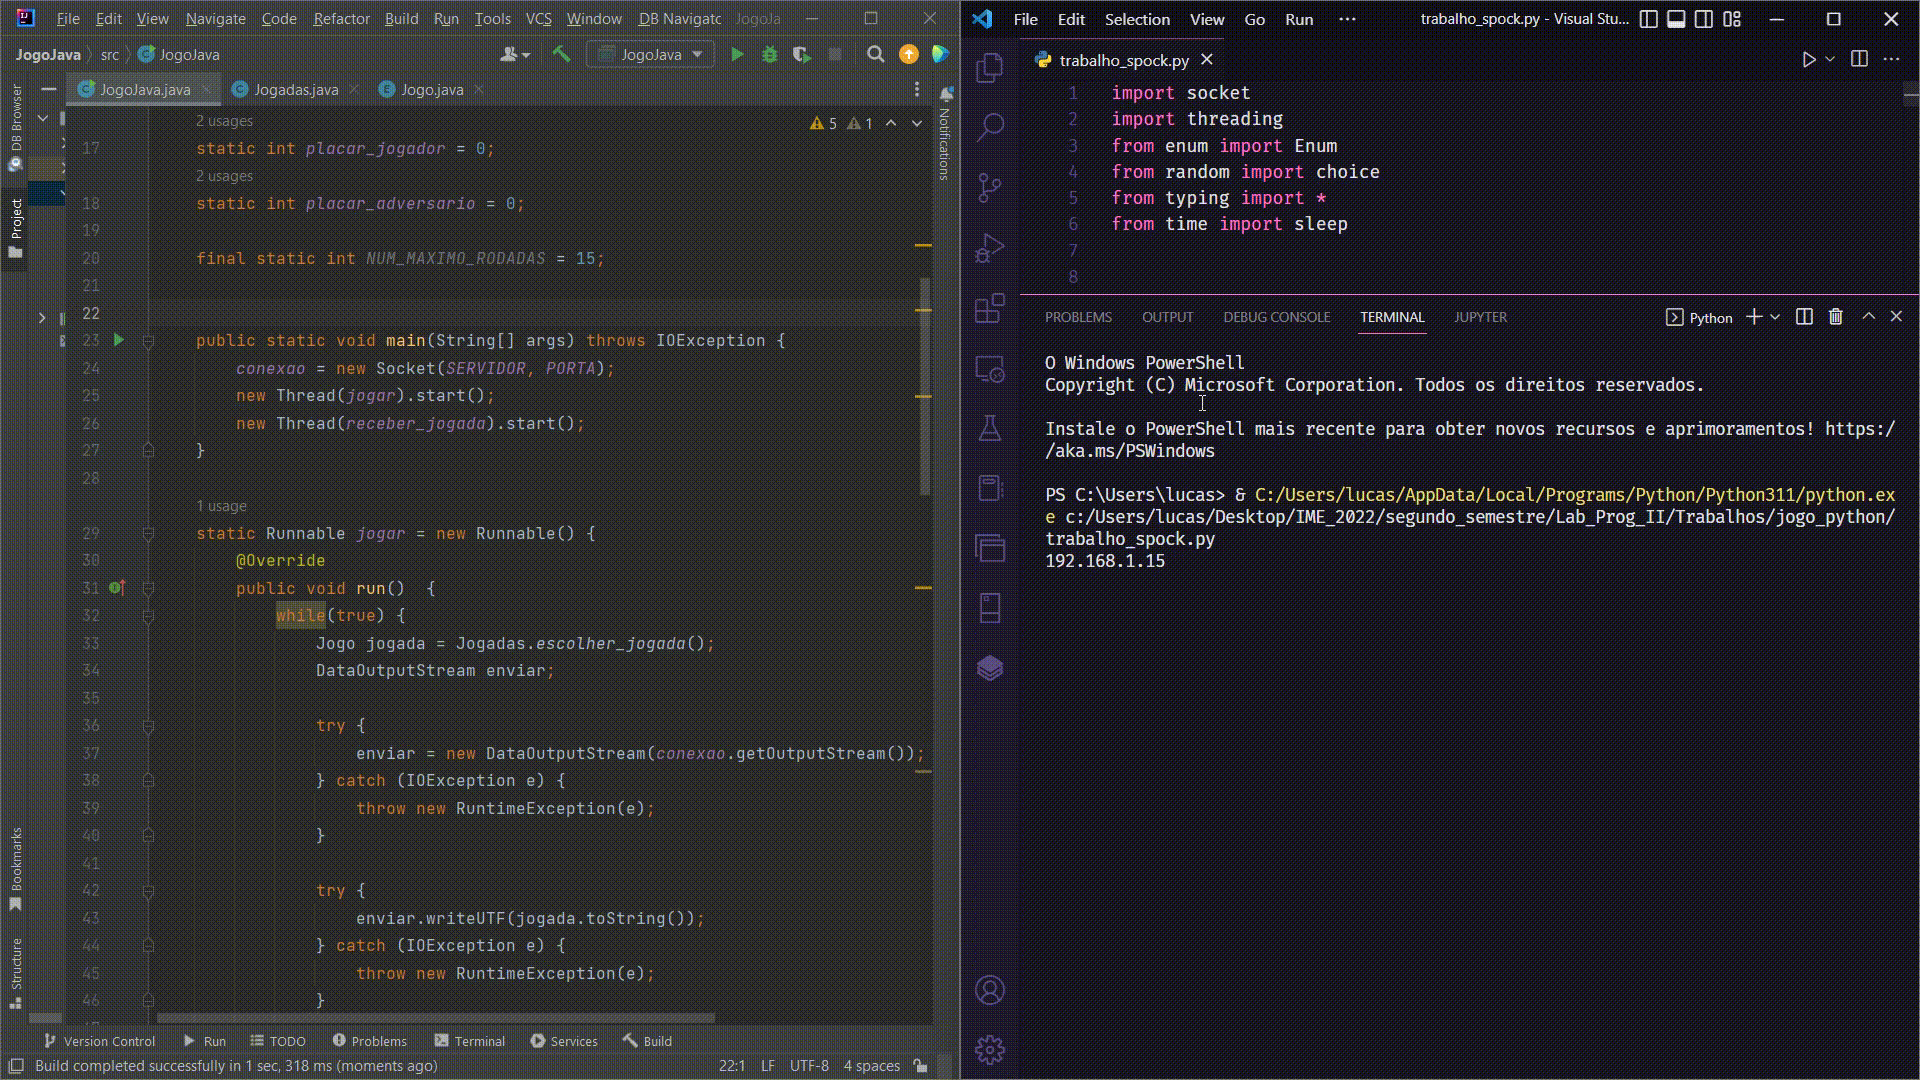 File Edit View Navigate Code Refactor Build Run Tools VCS Window DB Navigatc JogoJa
JogoJava src JogoJava
JogoJava
JogoJava.java Jogadas.java Jogo.java
DB Browser
Project
Bookmarks
Structure
Notifications
5 1
2 usages
17 static int placar_jogador = 0;
2 usages
18 static int placar_adversario = 0;
19
20 final static int NUM_MAXIMO_RODADAS = 15;
21
22
23 public static void main(String[] args) throws IOException {
24 conexao = new Socket(SERVIDOR, PORTA);
25 new Thread(jogar).start();
26 new Thread(receber_jogada).start();
27 }
28
1 usage
29 static Runnable jogar = new Runnable() {
30 @Override
31 public void run() {
32 while(true) {
33 Jogo jogada = Jogadas.escolher_jogada();
34 DataOutputStream enviar;
35
36 try {
37 enviar = new DataOutputStream(conexao.getOutputStream());
38 } catch (IOException e) {
39 throw new RuntimeException(e);
40 }
41
42 try {
43 enviar.writeUTF(jogada.toString());
44 } catch (IOException e) {
45 throw new RuntimeException(e);
46 }
Version Control Run TODO Problems Terminal Services Build
Build completed successfully in 1 sec, 318 ms (moments ago) 22:1 LF UTF-8 4 spaces
File Edit Selection View Go Run ··· trabalho_spock.py - Visual Stu...
trabalho_spock.py
1 import socket
2 import threading
3 from enum import Enum
4 from random import choice
5 from typing import *
6 from time import sleep
7
8
PROBLEMS OUTPUT DEBUG CONSOLE TERMINAL JUPYTER Python
O Windows PowerShell
Copyright (C) Microsoft Corporation. Todos os direitos reservados.
Instale o PowerShell mais recente para obter novos recursos e aprimoramentos! https:/
/aka.ms/PSWindows
PS C:\Users\lucas> & C:/Users/lucas/AppData/Local/Programs/Python/Python311/python.ex
e c:/Users/lucas/Desktop/IME_2022/segundo_semestre/Lab_Prog_II/Trabalhos/jogo_python/
trabalho_spock.py
192.168.1.15